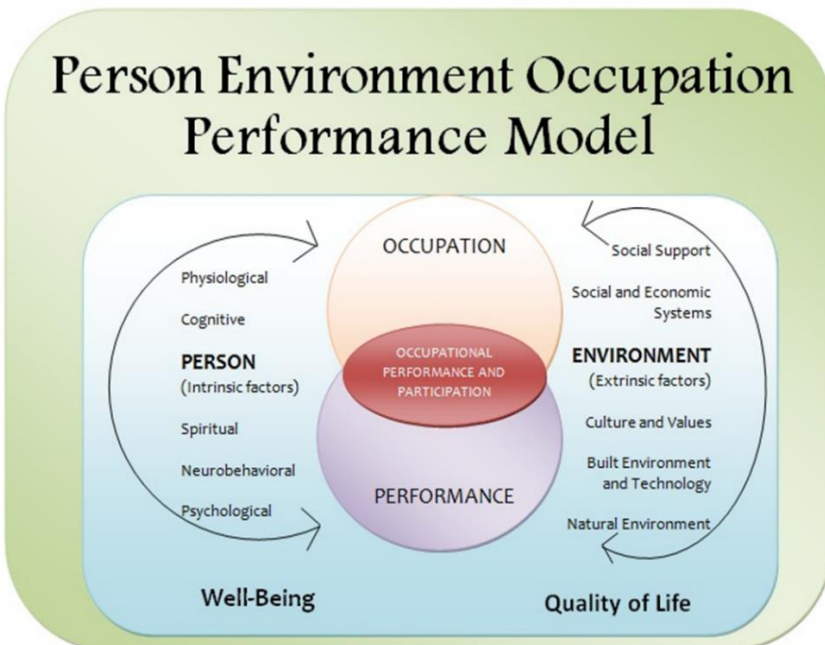 Person Environment Occupation
Performance Model
Physiological
Cognitive
PERSON
(Intrinsic factors)
Spiritual
Neurobehavioral
Psychological
OCCUPATION
OCCUPATIONAL
PERFORMANCE AND
PARTICIPATION
PERFORMANCE
Social Support
Social and Economic
Systems
ENVIRONMENT
(Extrinsic factors)
Culture and Values
Built Environment
and Technology
Natural Environment
Well-Being
Quality of Life